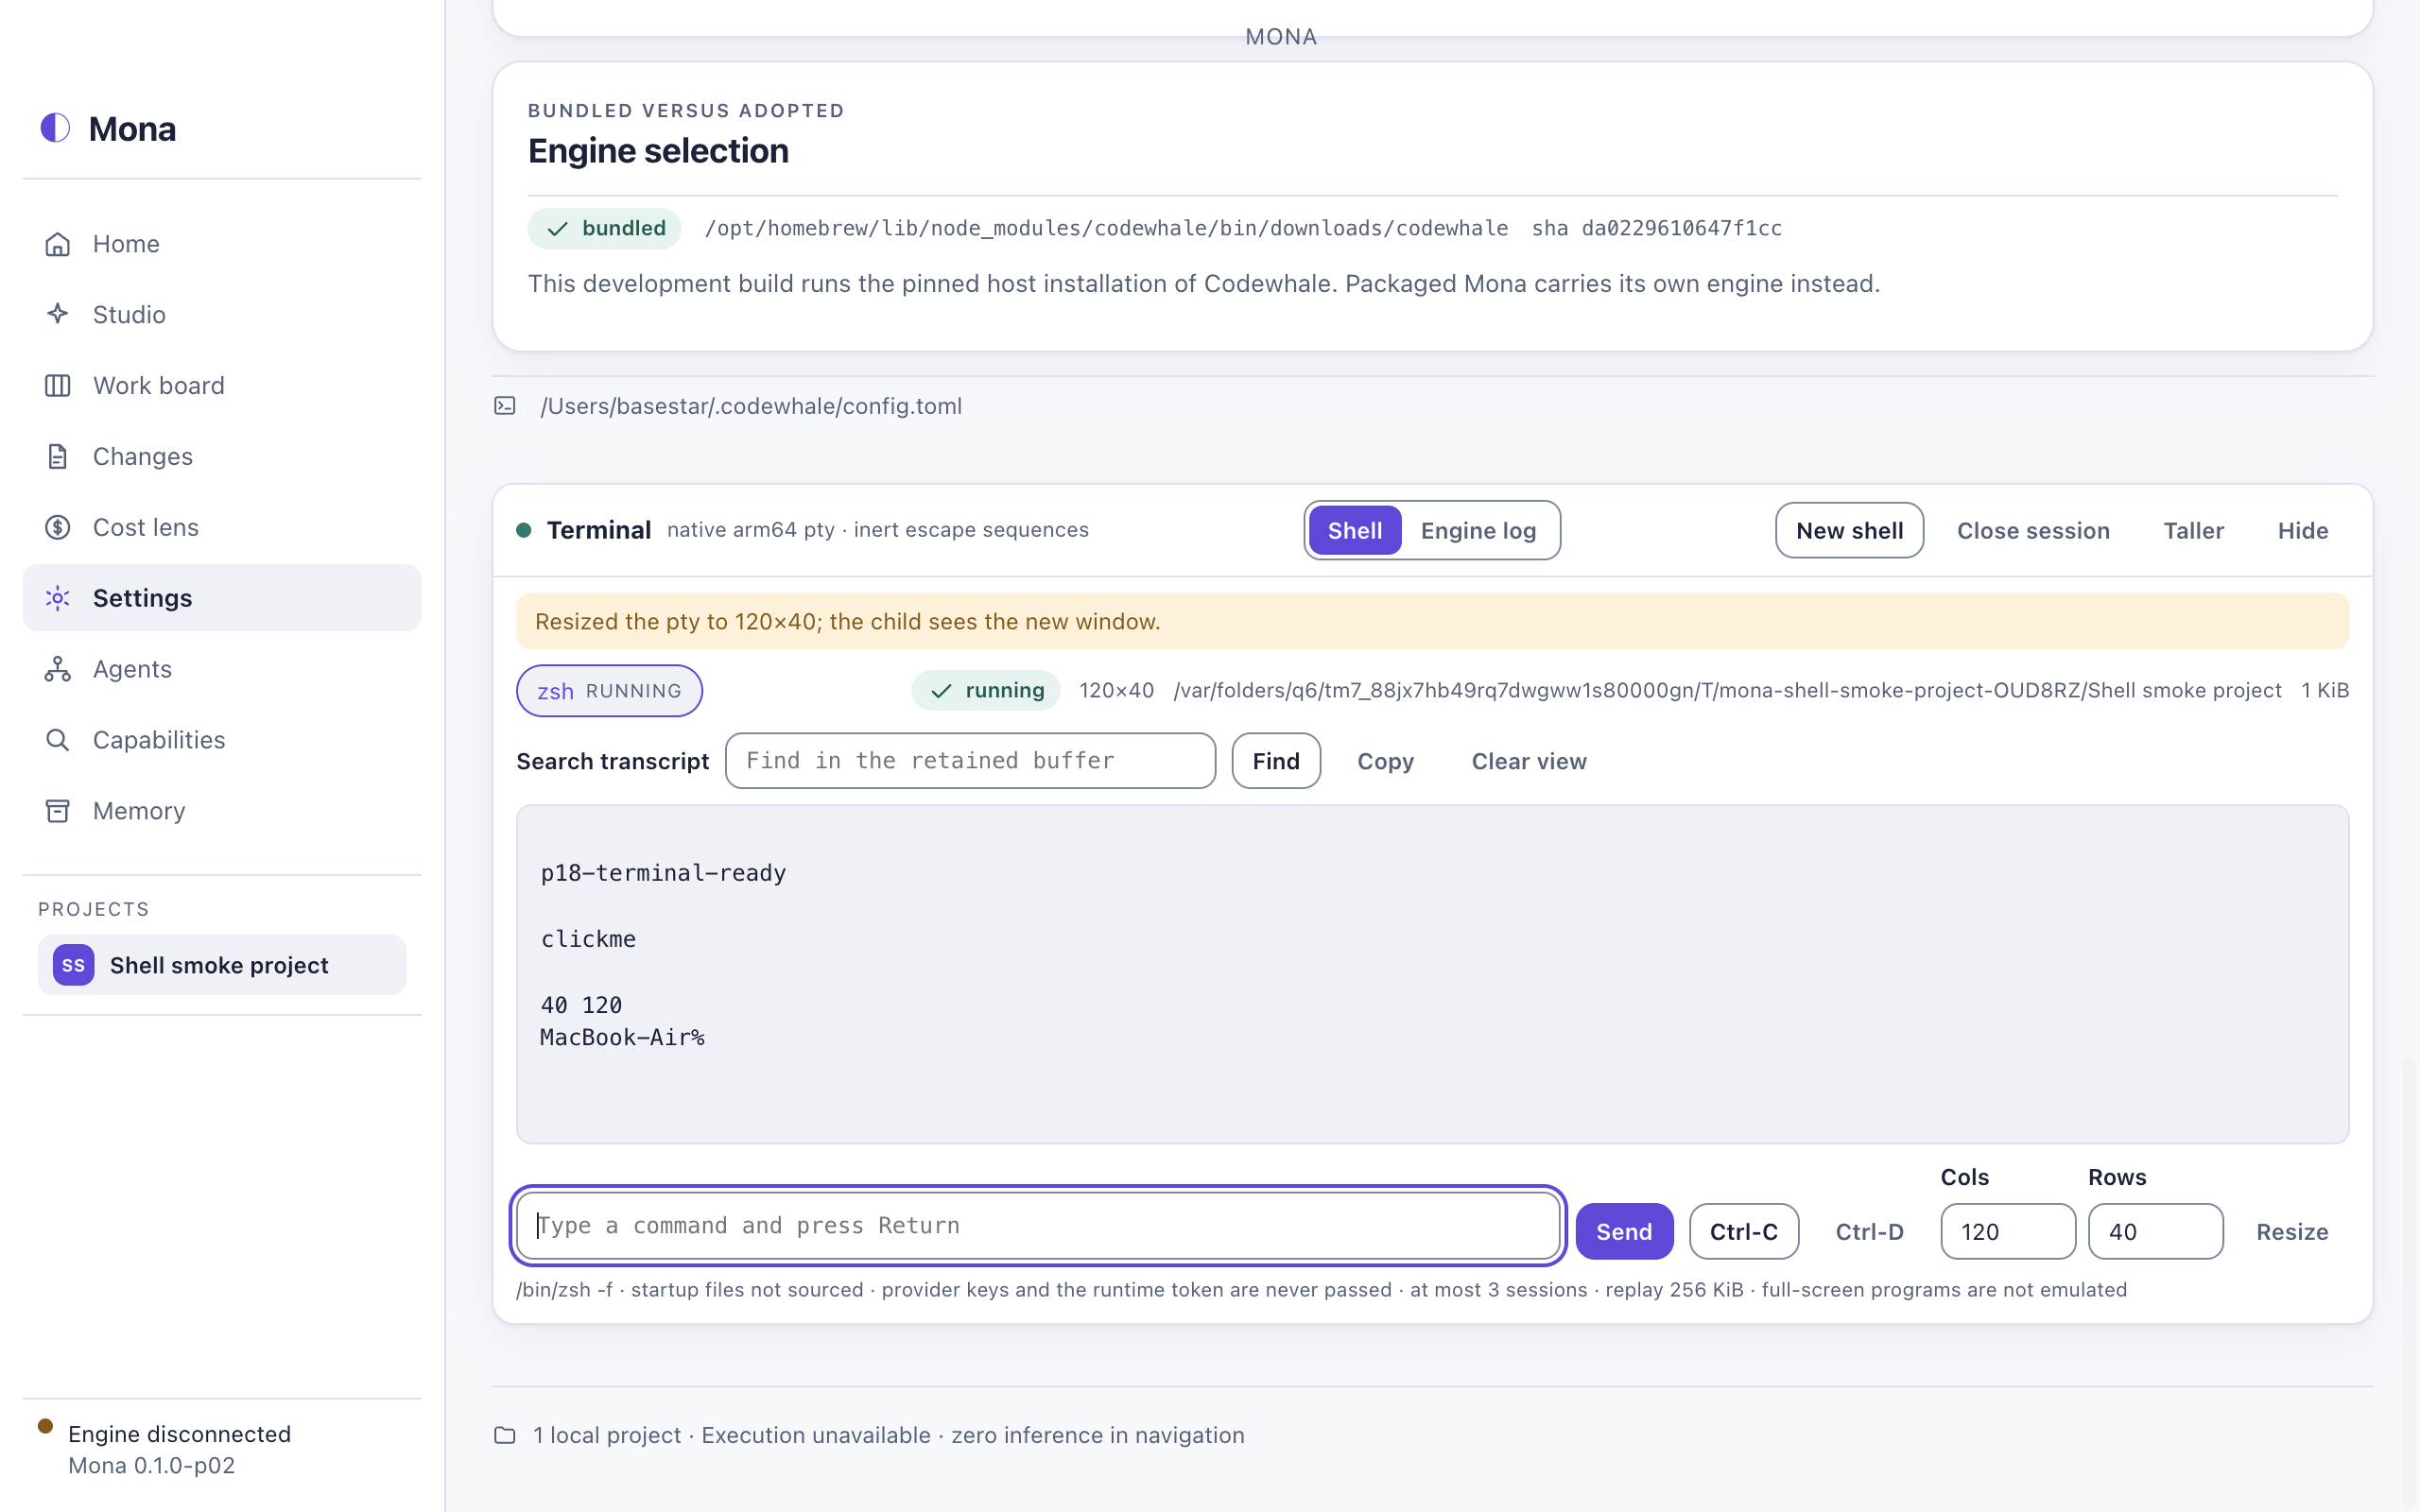 MONA
Mona
Home
Studio
Work board
Changes
Cost lens
Settings
Agents
Capabilities
Memory
PROJECTS
SS Shell smoke project
Engine disconnected
Mona 0.1.0-p02
BUNDLED VERSUS ADOPTED
Engine selection
bundled /opt/homebrew/lib/node_modules/codewhale/bin/downloads/codewhale sha da0229610647f1cc
This development build runs the pinned host installation of Codewhale. Packaged Mona carries its own engine instead.
/Users/basestar/.codewhale/config.toml
Terminal native arm64 pty · inert escape sequences Shell Engine log New shell Close session Taller Hide
Resized the pty to 120×40; the child sees the new window.
zsh RUNNING running 120×40 /var/folders/q6/tm7_88jx7hb49rq7dwgww1s80000gn/T/mona-shell-smoke-project-OUD8RZ/Shell smoke project 1 KiB
Search transcript Find in the retained buffer Find Copy Clear view
p18-terminal-ready
clickme
40 120
MacBook-Air%
Cols Rows
Type a command and press Return Send Ctrl-C Ctrl-D 120 40 Resize
/bin/zsh -f · startup files not sourced · provider keys and the runtime token are never passed · at most 3 sessions · replay 256 KiB · full-screen programs are not emulated
1 local project · Execution unavailable · zero inference in navigation